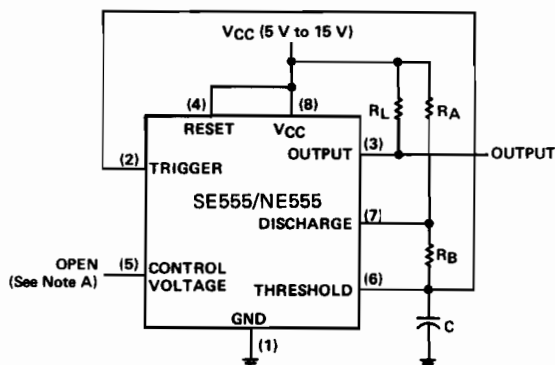 VCC (5 V to 15 V)
(4)
(8)
RESET
VCC
RL
RA
(3)
OUTPUT
OUTPUT
(2)
TRIGGER
SE555/NE555
(7)
DISCHARGE
RB
OPEN
(See Note A)
(5)
CONTROL
VOLTAGE
(6)
THRESHOLD
C
GND
(1)